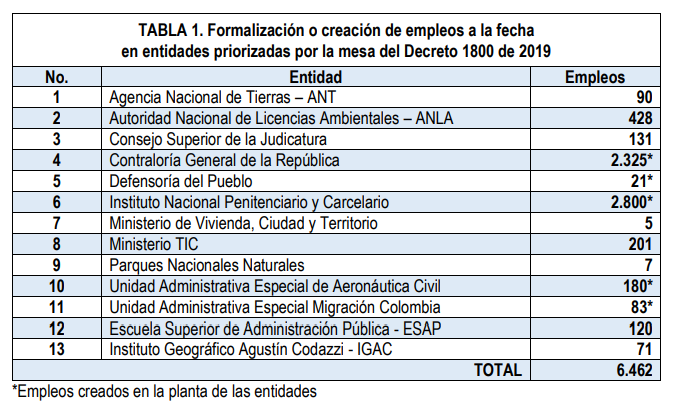 TABLA 1. Formalización o creación de empleos a la fecha
en entidades priorizadas por la mesa del Decreto 1800 de 2019
No. Entidad Empleos
1 Agencia Nacional de Tierras – ANT 90
2 Autoridad Nacional de Licencias Ambientales – ANLA 428
3 Consejo Superior de la Judicatura 131
4 Contraloría General de la República 2.325*
5 Defensoría del Pueblo 21*
6 Instituto Nacional Penitenciario y Carcelario 2.800*
7 Ministerio de Vivienda, Ciudad y Territorio 5
8 Ministerio TIC 201
9 Parques Nacionales Naturales 7
10 Unidad Administrativa Especial de Aeronáutica Civil 180*
11 Unidad Administrativa Especial Migración Colombia 83*
12 Escuela Superior de Administración Pública - ESAP 120
13 Instituto Geográfico Agustín Codazzi - IGAC 71
TOTAL 6.462
*Empleos creados en la planta de las entidades